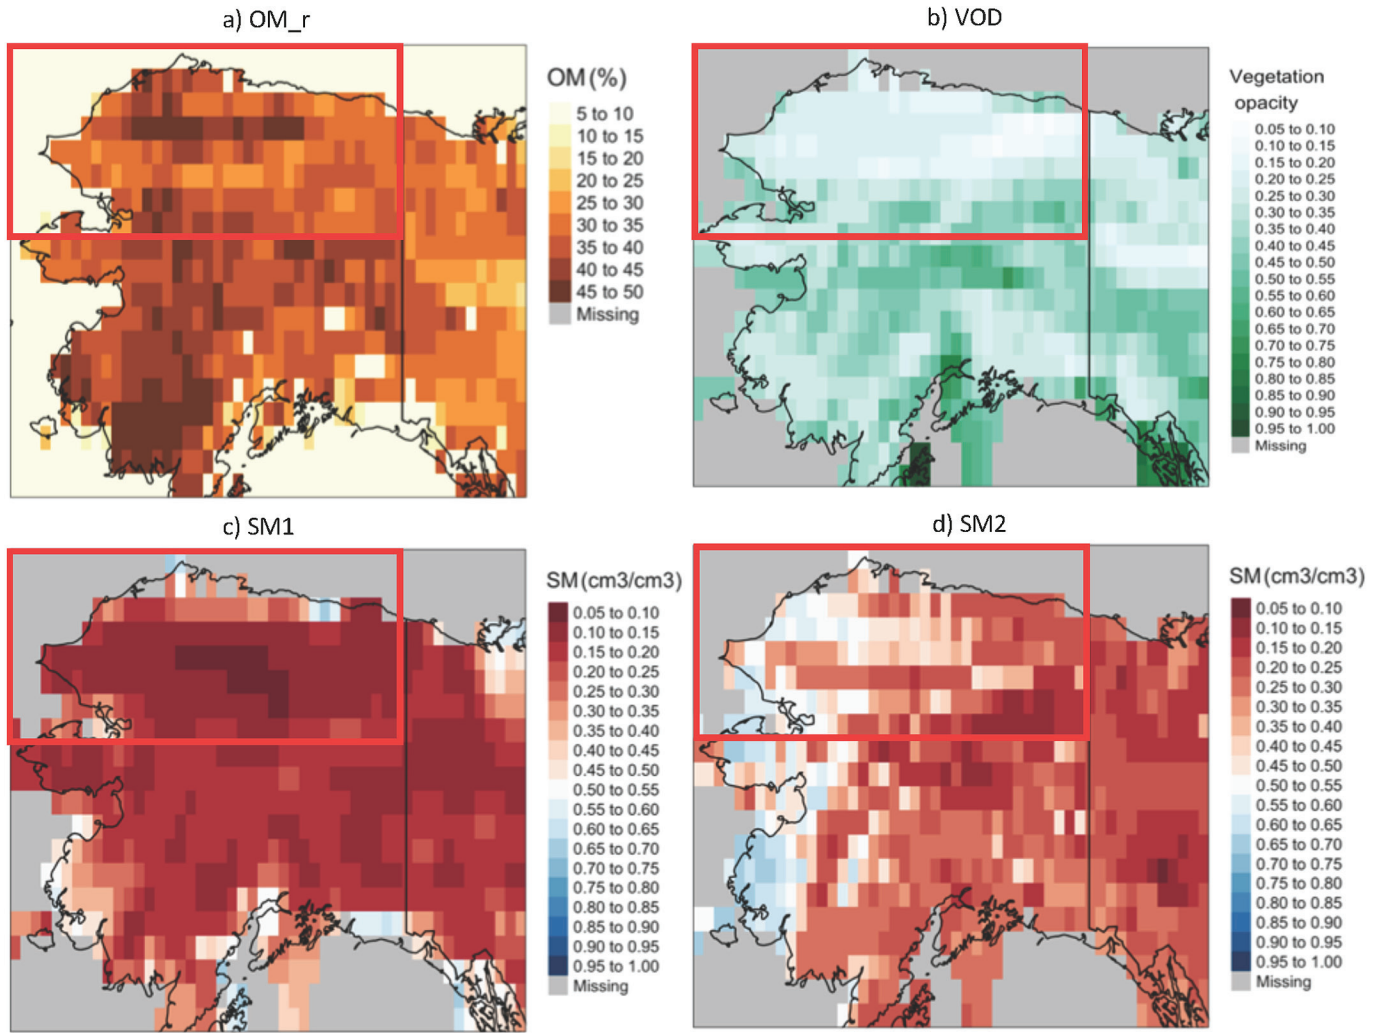 a) OM_r
OM (%)
5 to 10
10 to 15
15 to 20
20 to 25
25 to 30
30 to 35
35 to 40
40 to 45
45 to 50
Missing
b) VOD
Vegetation
opacity
0.05 to 0.10
0.10 to 0.15
0.15 to 0.20
0.20 to 0.25
0.25 to 0.30
0.30 to 0.35
0.35 to 0.40
0.40 to 0.45
0.45 to 0.50
0.50 to 0.55
0.55 to 0.60
0.60 to 0.65
0.65 to 0.70
0.70 to 0.75
0.75 to 0.80
0.80 to 0.85
0.85 to 0.90
0.90 to 0.95
0.95 to 1.00
Missing
c) SM1
SM (cm3/cm3)
0.05 to 0.10
0.10 to 0.15
0.15 to 0.20
0.20 to 0.25
0.25 to 0.30
0.30 to 0.35
0.35 to 0.40
0.40 to 0.45
0.45 to 0.50
0.50 to 0.55
0.55 to 0.60
0.60 to 0.65
0.65 to 0.70
0.70 to 0.75
0.75 to 0.80
0.80 to 0.85
0.85 to 0.90
0.90 to 0.95
0.95 to 1.00
Missing
d) SM2
SM (cm3/cm3)
0.05 to 0.10
0.10 to 0.15
0.15 to 0.20
0.20 to 0.25
0.25 to 0.30
0.30 to 0.35
0.35 to 0.40
0.40 to 0.45
0.45 to 0.50
0.50 to 0.55
0.55 to 0.60
0.60 to 0.65
0.65 to 0.70
0.70 to 0.75
0.75 to 0.80
0.80 to 0.85
0.85 to 0.90
0.90 to 0.95
0.95 to 1.00
Missing